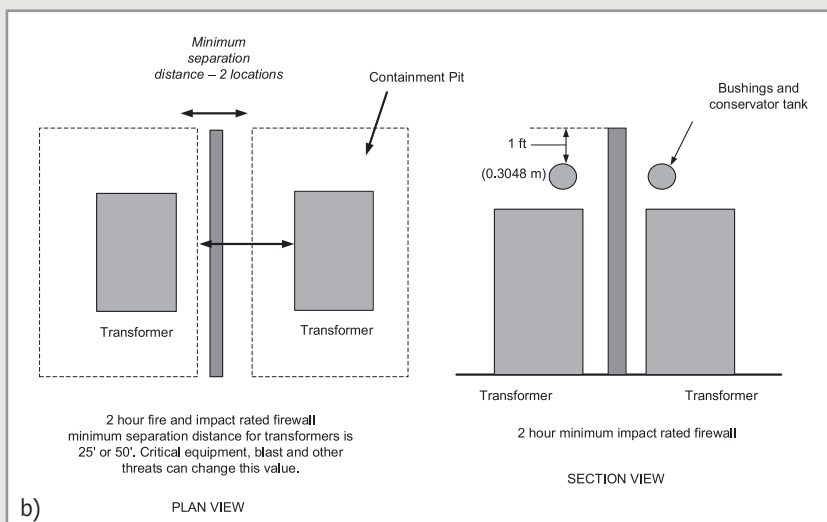 Minimum
separation
distance – 2 locations
Containment Pit
Transformer
Transformer
2 hour fire and impact rated firewall
minimum separation distance for transformers is
25' or 50'. Critical equipment, blast and other
threats can change this value.
b)
PLAN VIEW
Bushings and
conservator tank
1 ft
(0.3048 m)
Transformer
Transformer
2 hour minimum impact rated firewall
SECTION VIEW